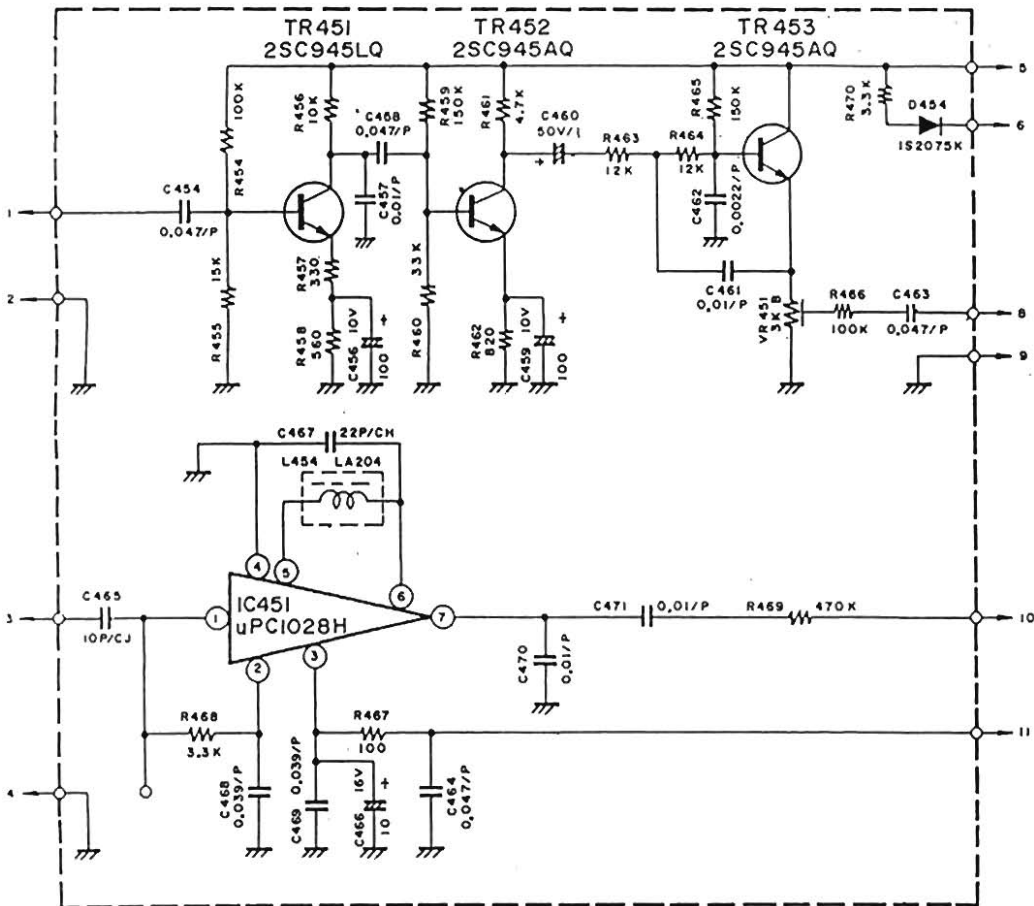 TR451
2SC945LQ
TR452
2SC945AQ
TR453
2SC945AQ
100K
R454
R456
10K
C468
0.047/P
R459
150K
R461
4.7K
C460
50V/1
+
R463
12K
R464
12K
R465
150K
R470
3.3K
D454
1S2075K
5
6
1
C454
0.047/P
C457
0.01/P
C462
0.0022/P
15K
R455
R457
330
R458
560
C456
10V
100
+
33K
R460
R462
820
C459
10V
100
+
C461
0.01/P
VR451
3KB
R466
100K
C463
0.047/P
8
9
2
C467
22P/CH
L454
LA204
4
5
6
3
C465
10P/CJ
1
IC451
uPC1028H
7
2
3
C471
0.01/P
R469
470K
10
C470
0.01/P
R468
3.3K
R467
100
11
C468
0.039/P
C469
0.039/P
C466
16V
10
+
C464
0.047/P
4